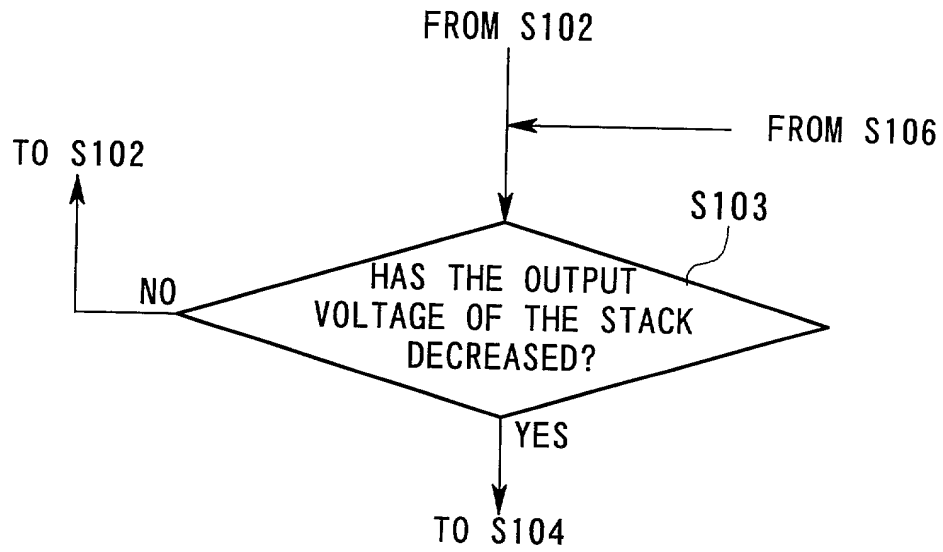 FROM S102
FROM S106
TO S102
S103
NO
HAS THE OUTPUT
VOLTAGE OF THE STACK
DECREASED?
YES
TO S104